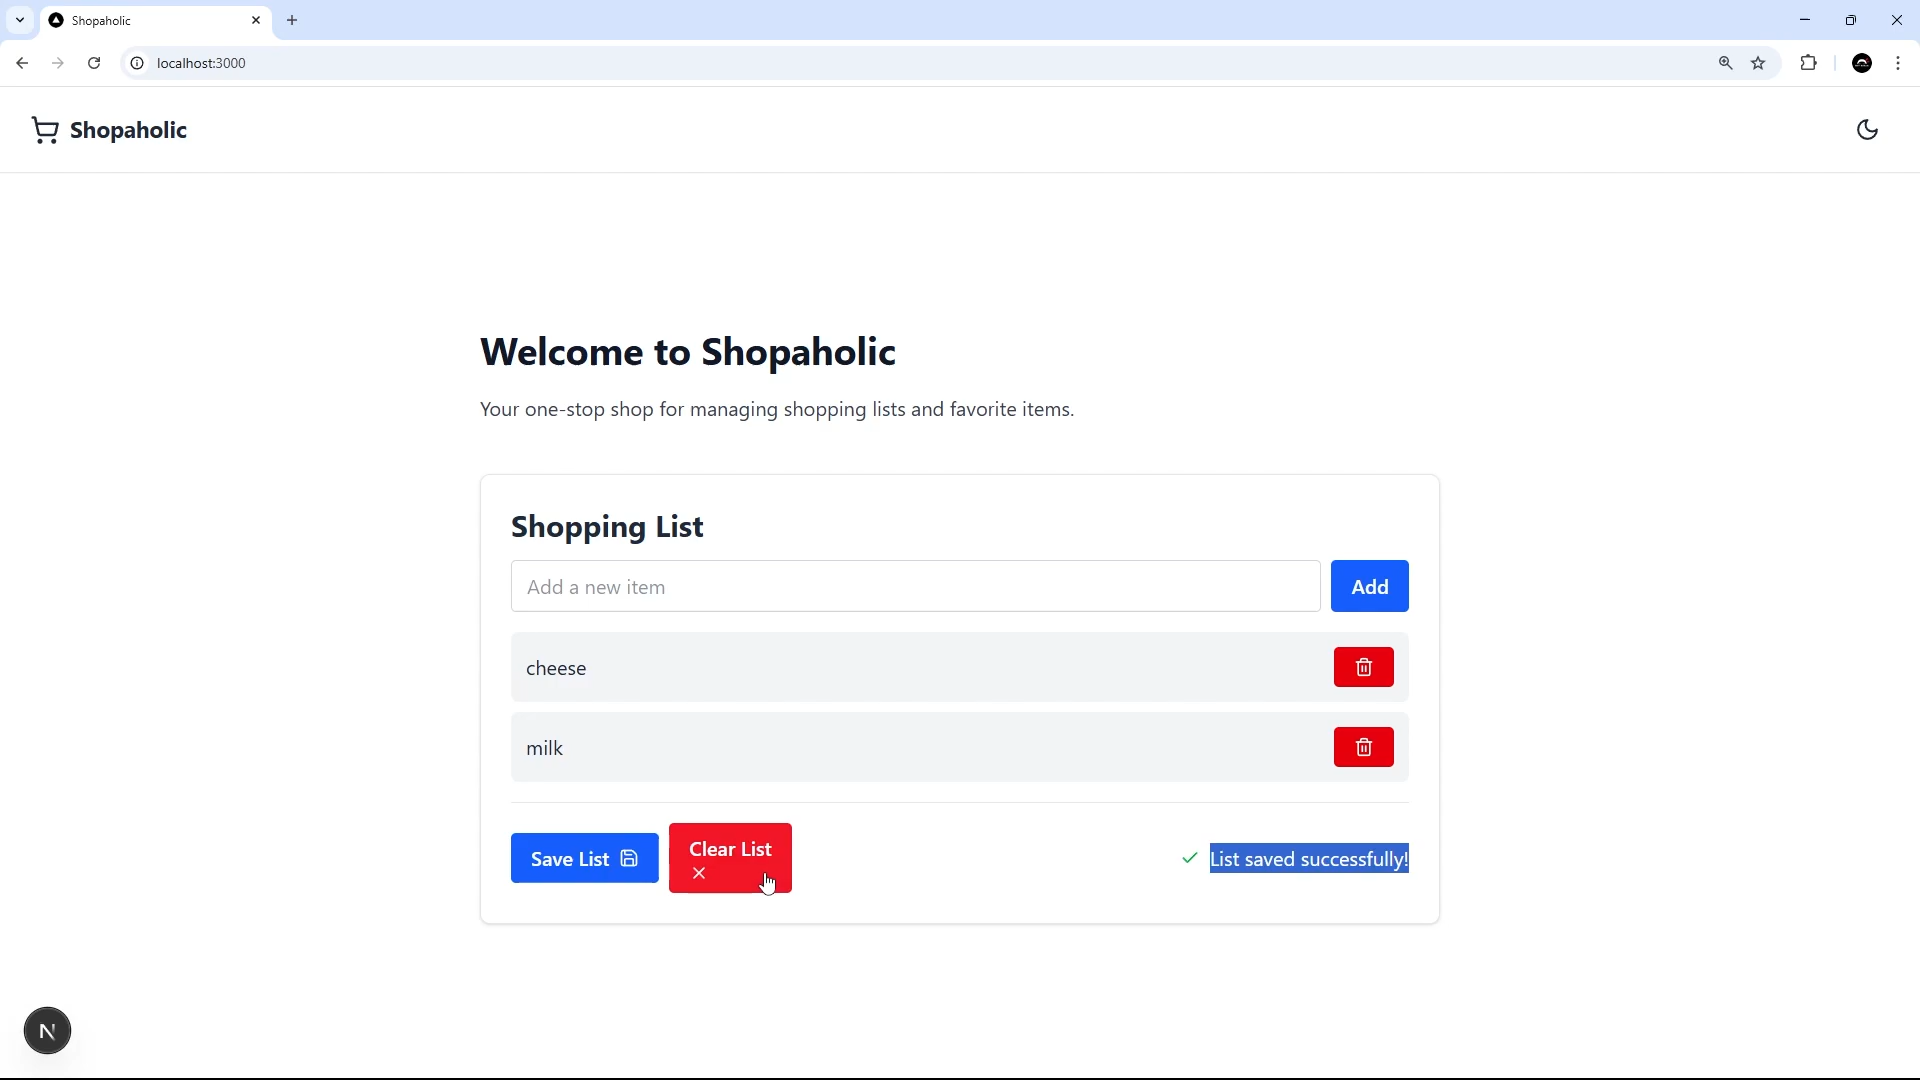 Shopaholic
localhost:3000
Shopaholic
Welcome to Shopaholic
Your one-stop shop for managing shopping lists and favorite items.
Shopping List
Add a new item
Add
cheese
milk
Save List
Clear List
List saved successfully!
N